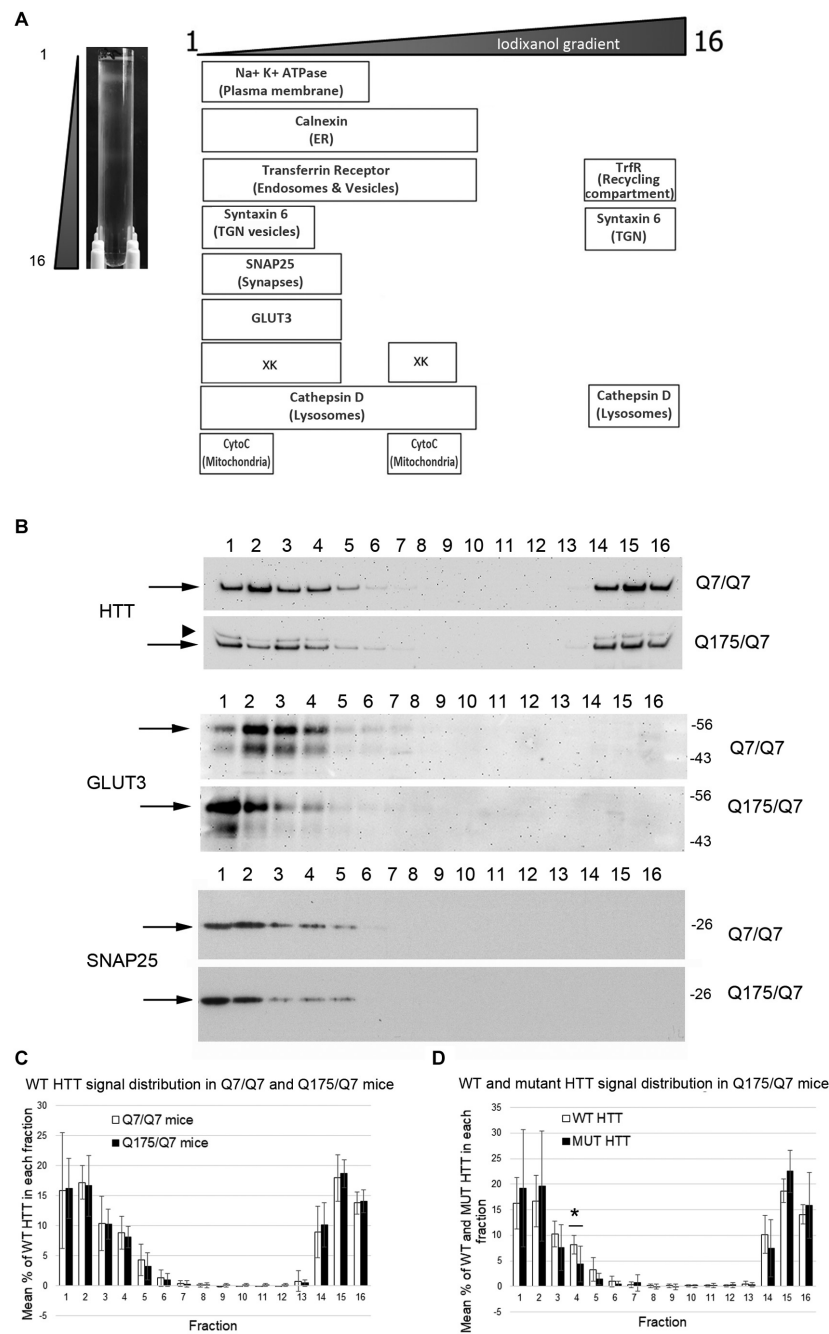 A
1
16
1
Iodixanol gradient
16
Na+ K+ ATPase
(Plasma membrane)
Calnexin
(ER)
Transferrin Receptor
(Endosomes & Vesicles)
TrfR
(Recycling
compartment)
Syntaxin 6
(TGN vesicles)
Syntaxin 6
(TGN)
SNAP25
(Synapses)
GLUT3
XK
XK
Cathepsin D
(Lysosomes)
Cathepsin D
(Lysosomes)
CytoC
(Mitochondria)
CytoC
(Mitochondria)
B
1 2 3 4 5 6 7 8 9 10 11 12 13 14 15 16
HTT
Q7/Q7
Q175/Q7
1 2 3 4 5 6 7 8 9 10 11 12 13 14 15 16
GLUT3
-56
Q7/Q7
-43
-56
Q175/Q7
-43
1 2 3 4 5 6 7 8 9 10 11 12 13 14 15 16
SNAP25
-26
Q7/Q7
-26
Q175/Q7
C
WT HTT signal distribution in Q7/Q7 and Q175/Q7 mice
Mean % of WT HTT in each fraction
30
25
20
15
10
5
0
-5
Q7/Q7 mice
Q175/Q7 mice
1 2 3 4 5 6 7 8 9 10 11 12 13 14 15 16
Fraction
D
WT and mutant HTT signal distribution in Q175/Q7 mice
Mean % of WT and MUT HTT in each
fraction
35
30
25
20
15
10
5
0
-5
WT HTT
MUT HTT
*
1 2 3 4 5 6 7 8 9 10 11 12 13 14 15 16
Fraction